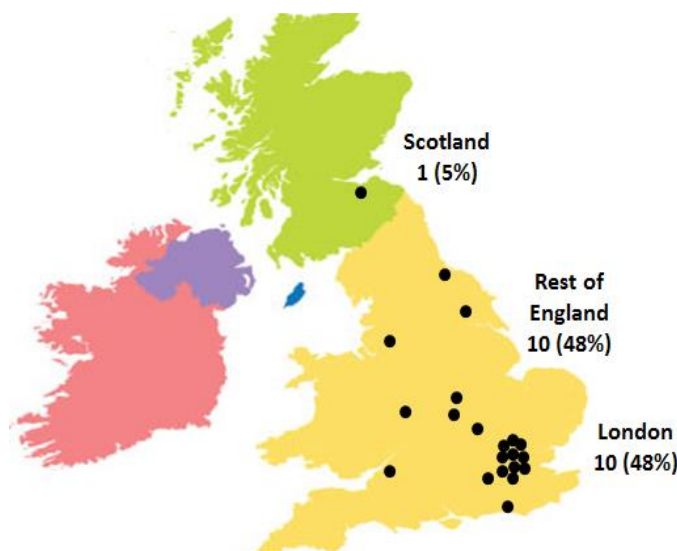 Scotland
1 (5%)
Rest of
England
10 (48%)
London
10 (48%)